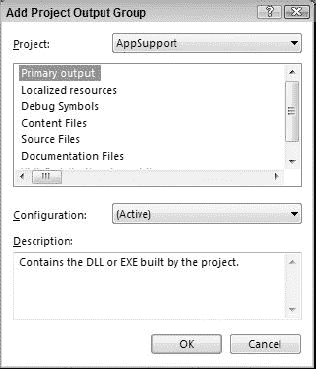 Add Project Output Group
Project: AppSupport
Primary output
Localized resources
Debug Symbols
Content Files
Source Files
Documentation Files
Configuration: (Active)
Description:
Contains the DLL or EXE built by the project.
OK Cancel